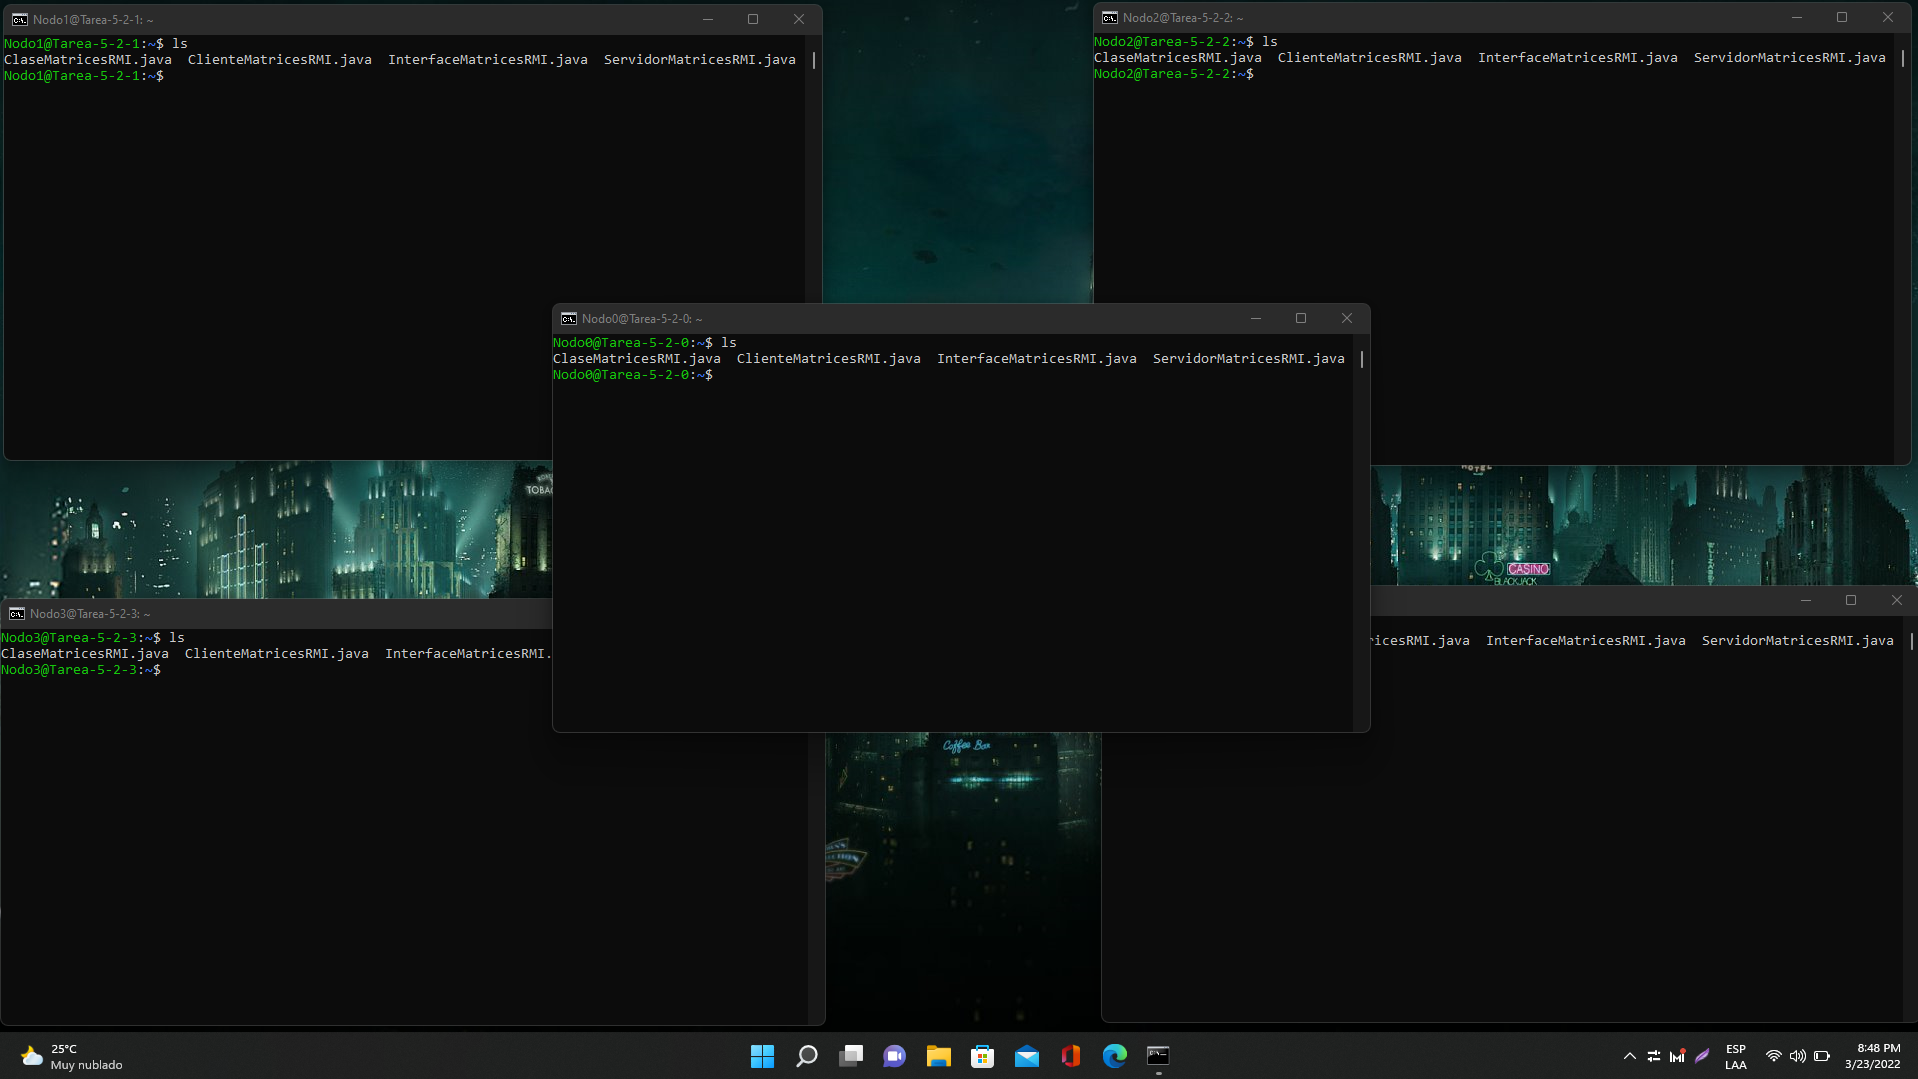 Nodo1@Tarea-5-2-1: ~
Nodo1@Tarea-5-2-1:~$ ls
ClaseMatricesRMI.java  ClienteMatricesRMI.java  InterfaceMatricesRMI.java  ServidorMatricesRMI.java
Nodo1@Tarea-5-2-1:~$
Nodo2@Tarea-5-2-2: ~
Nodo2@Tarea-5-2-2:~$ ls
ClaseMatricesRMI.java  ClienteMatricesRMI.java  InterfaceMatricesRMI.java  ServidorMatricesRMI.java
Nodo2@Tarea-5-2-2:~$
Nodo0@Tarea-5-2-0: ~
Nodo0@Tarea-5-2-0:~$ ls
ClaseMatricesRMI.java  ClienteMatricesRMI.java  InterfaceMatricesRMI.java  ServidorMatricesRMI.java
Nodo0@Tarea-5-2-0:~$
HOTEL
CASINO
BLACKJACK
Nodo3@Tarea-5-2-3: ~
Nodo3@Tarea-5-2-3:~$ ls
ClaseMatricesRMI.java  ClienteMatricesRMI.java  InterfaceMatricesRMI.
Nodo3@Tarea-5-2-3:~$
ricesRMI.java  InterfaceMatricesRMI.java  ServidorMatricesRMI.java
Coffee Box
25°C
Muy nublado
ESP
LAA
8:48 PM
3/23/2022